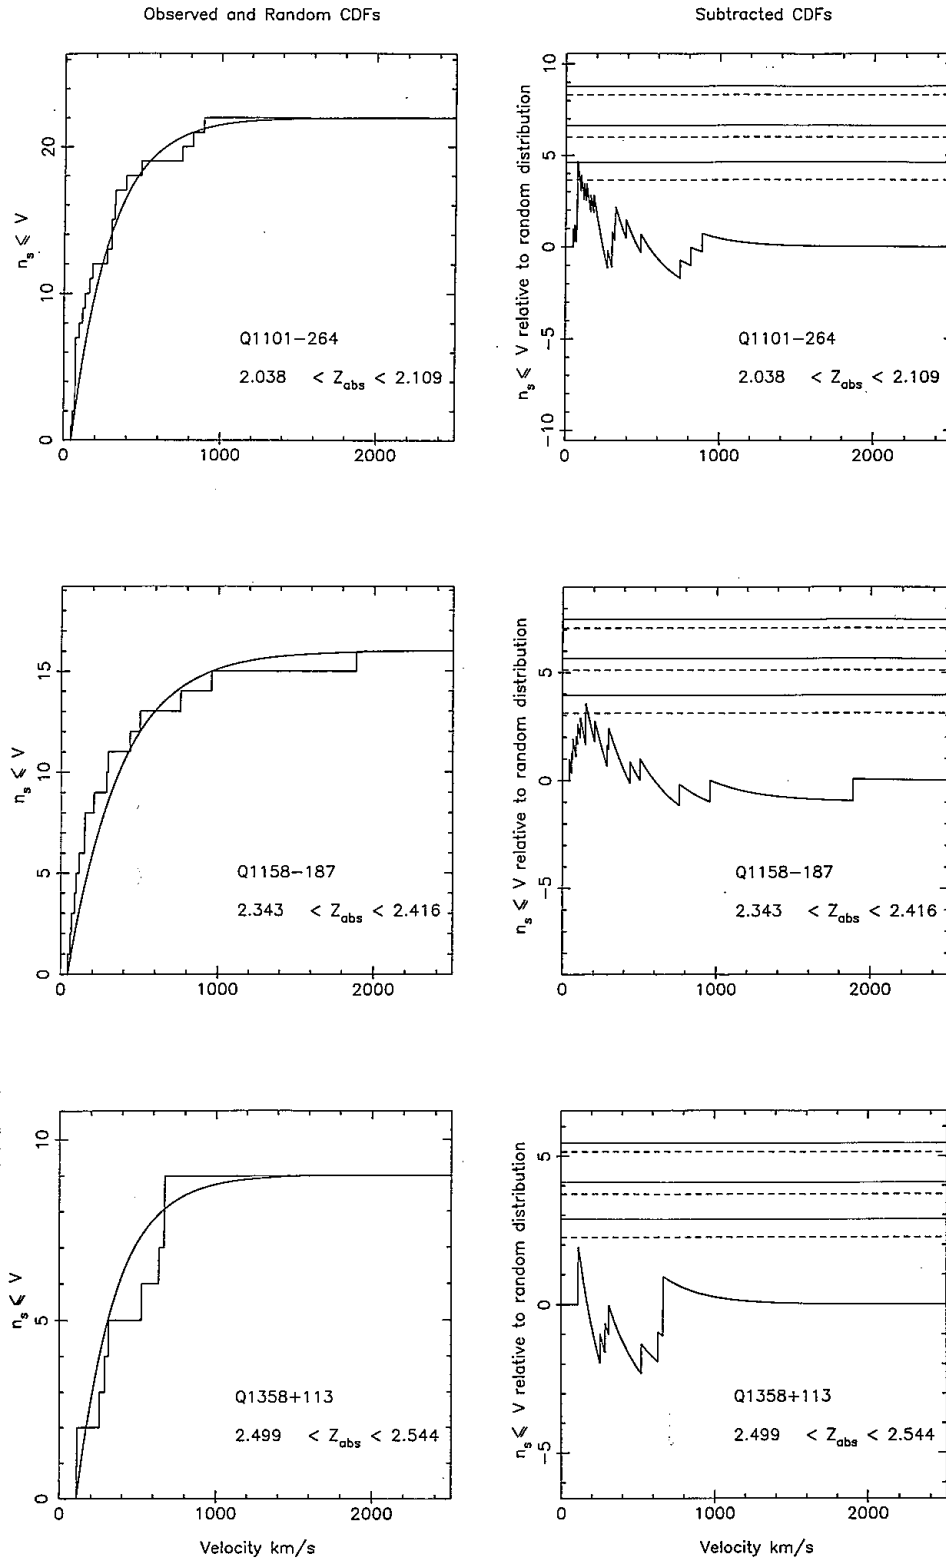 Observed and Random CDFs
Subtracted CDFs
n_s ⩽ V
20
10
0
0 1000 2000
Q1101−264
2.038 < Z_abs < 2.109
n_s ⩽ V relative to random distribution
10
5
0
−5
−10
0 1000 2000
Q1101−264
2.038 < Z_abs < 2.109
n_s ⩽ V
15
10
5
0
0 1000 2000
Q1158−187
2.343 < Z_abs < 2.416
n_s ⩽ V relative to random distribution
5
0
−5
0 1000 2000
Q1158−187
2.343 < Z_abs < 2.416
n_s ⩽ V
10
5
0
0 1000 2000
Velocity km/s
Q1358+113
2.499 < Z_abs < 2.544
n_s ⩽ V relative to random distribution
5
0
−5
0 1000 2000
Velocity km/s
Q1358+113
2.499 < Z_abs < 2.544